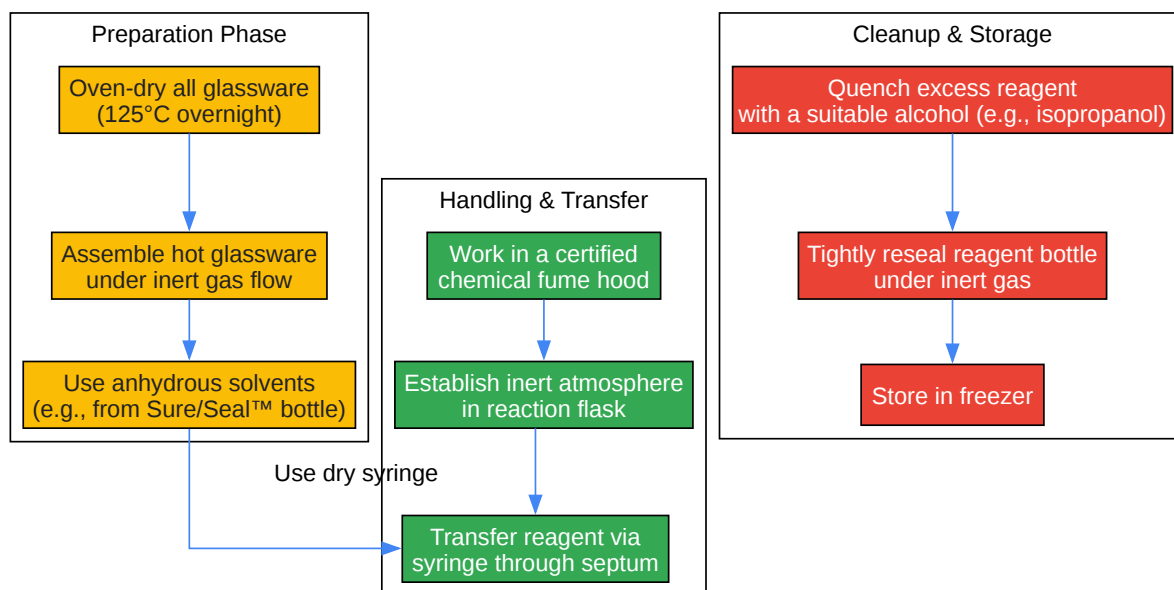 Preparation Phase
Oven-dry all glassware
(125°C overnight)
Assemble hot glassware
under inert gas flow
Use anhydrous solvents
(e.g., from Sure/Seal™ bottle)
Use dry syringe
Handling & Transfer
Work in a certified
chemical fume hood
Establish inert atmosphere
in reaction flask
Transfer reagent via
syringe through septum
Cleanup & Storage
Quench excess reagent
with a suitable alcohol (e.g., isopropanol)
Tightly reseal reagent bottle
under inert gas
Store in freezer